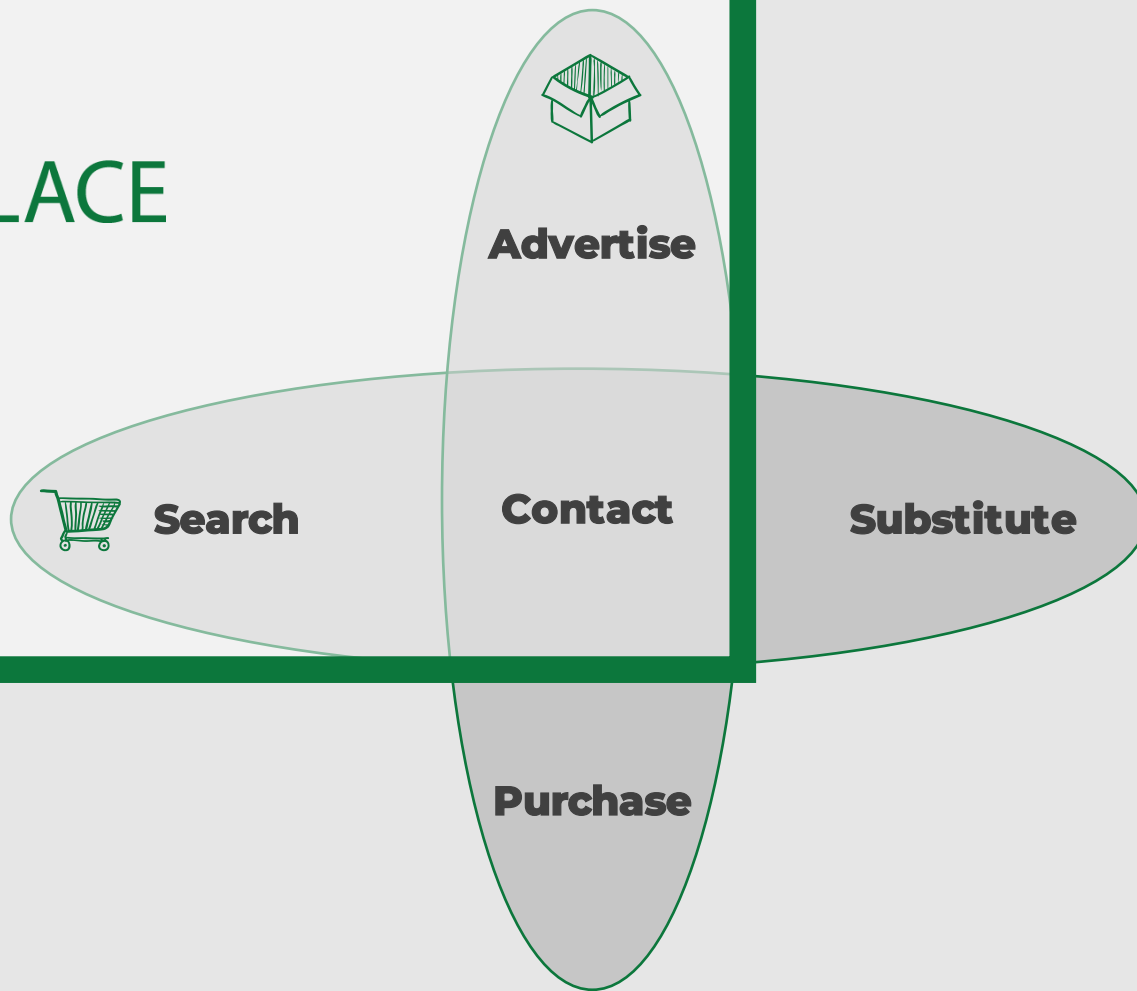 LACE
Advertise
Search
Contact
Substitute
Purchase